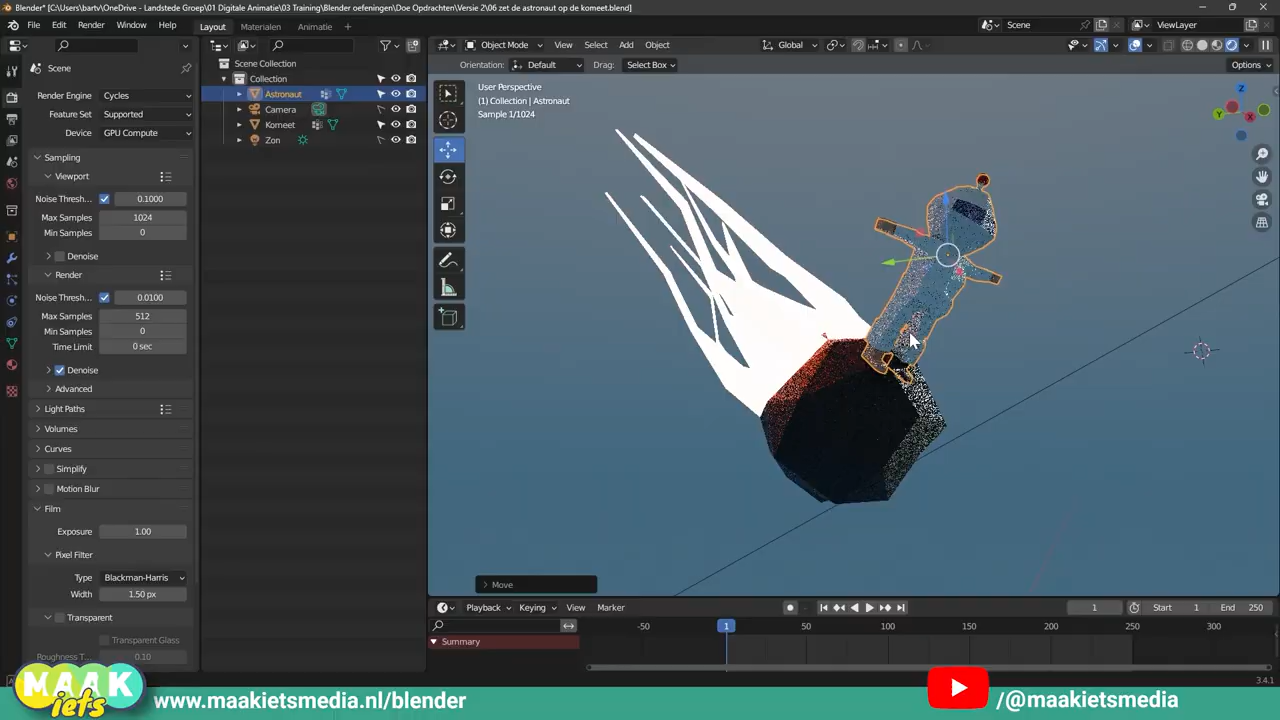 Blender* [C:\Users\bartv\OneDrive - Landstede Groep\01 Digitale Animatie\03 Training\Blender oefeningen\Doe Opdrachten\Versie 2\06 zet de astronaut op de komeet.blend]
File Edit Render Window Help Layout Materialen Animatie Scene ViewLayer
Object Mode View Select Add Object Global
Scene Scene Collection Orientation: Default Drag: Select Box Options
Collection
Render Engine Cycles Astronaut
Feature Set Supported Camera
Device GPU Compute Komeet
Zon
User Perspective
(1) Collection | Astronaut
Sample 1/1024
Z
Y
X
Sampling
Viewport
Noise Thresh... 0.1000
Max Samples 1024
Min Samples 0
Denoise
Render
Noise Thresh... 0.0100
Max Samples 512
Min Samples 0
Time Limit 0 sec
Denoise
Advanced
Light Paths
Volumes
Curves
Simplify
Motion Blur
Film
Exposure 1.00
Pixel Filter
Type Blackman-Harris
Width 1.50 px
Transparent
Transparent Glass
Roughness T... 0.10
Move
Playback Keying View Marker 1 Start 1 End 250
-50 1 50 100 150 200 250 300
Summary
3.4.1
MAAK
iets
www.maakietsmedia.nl/blender
/@maakietsmedia